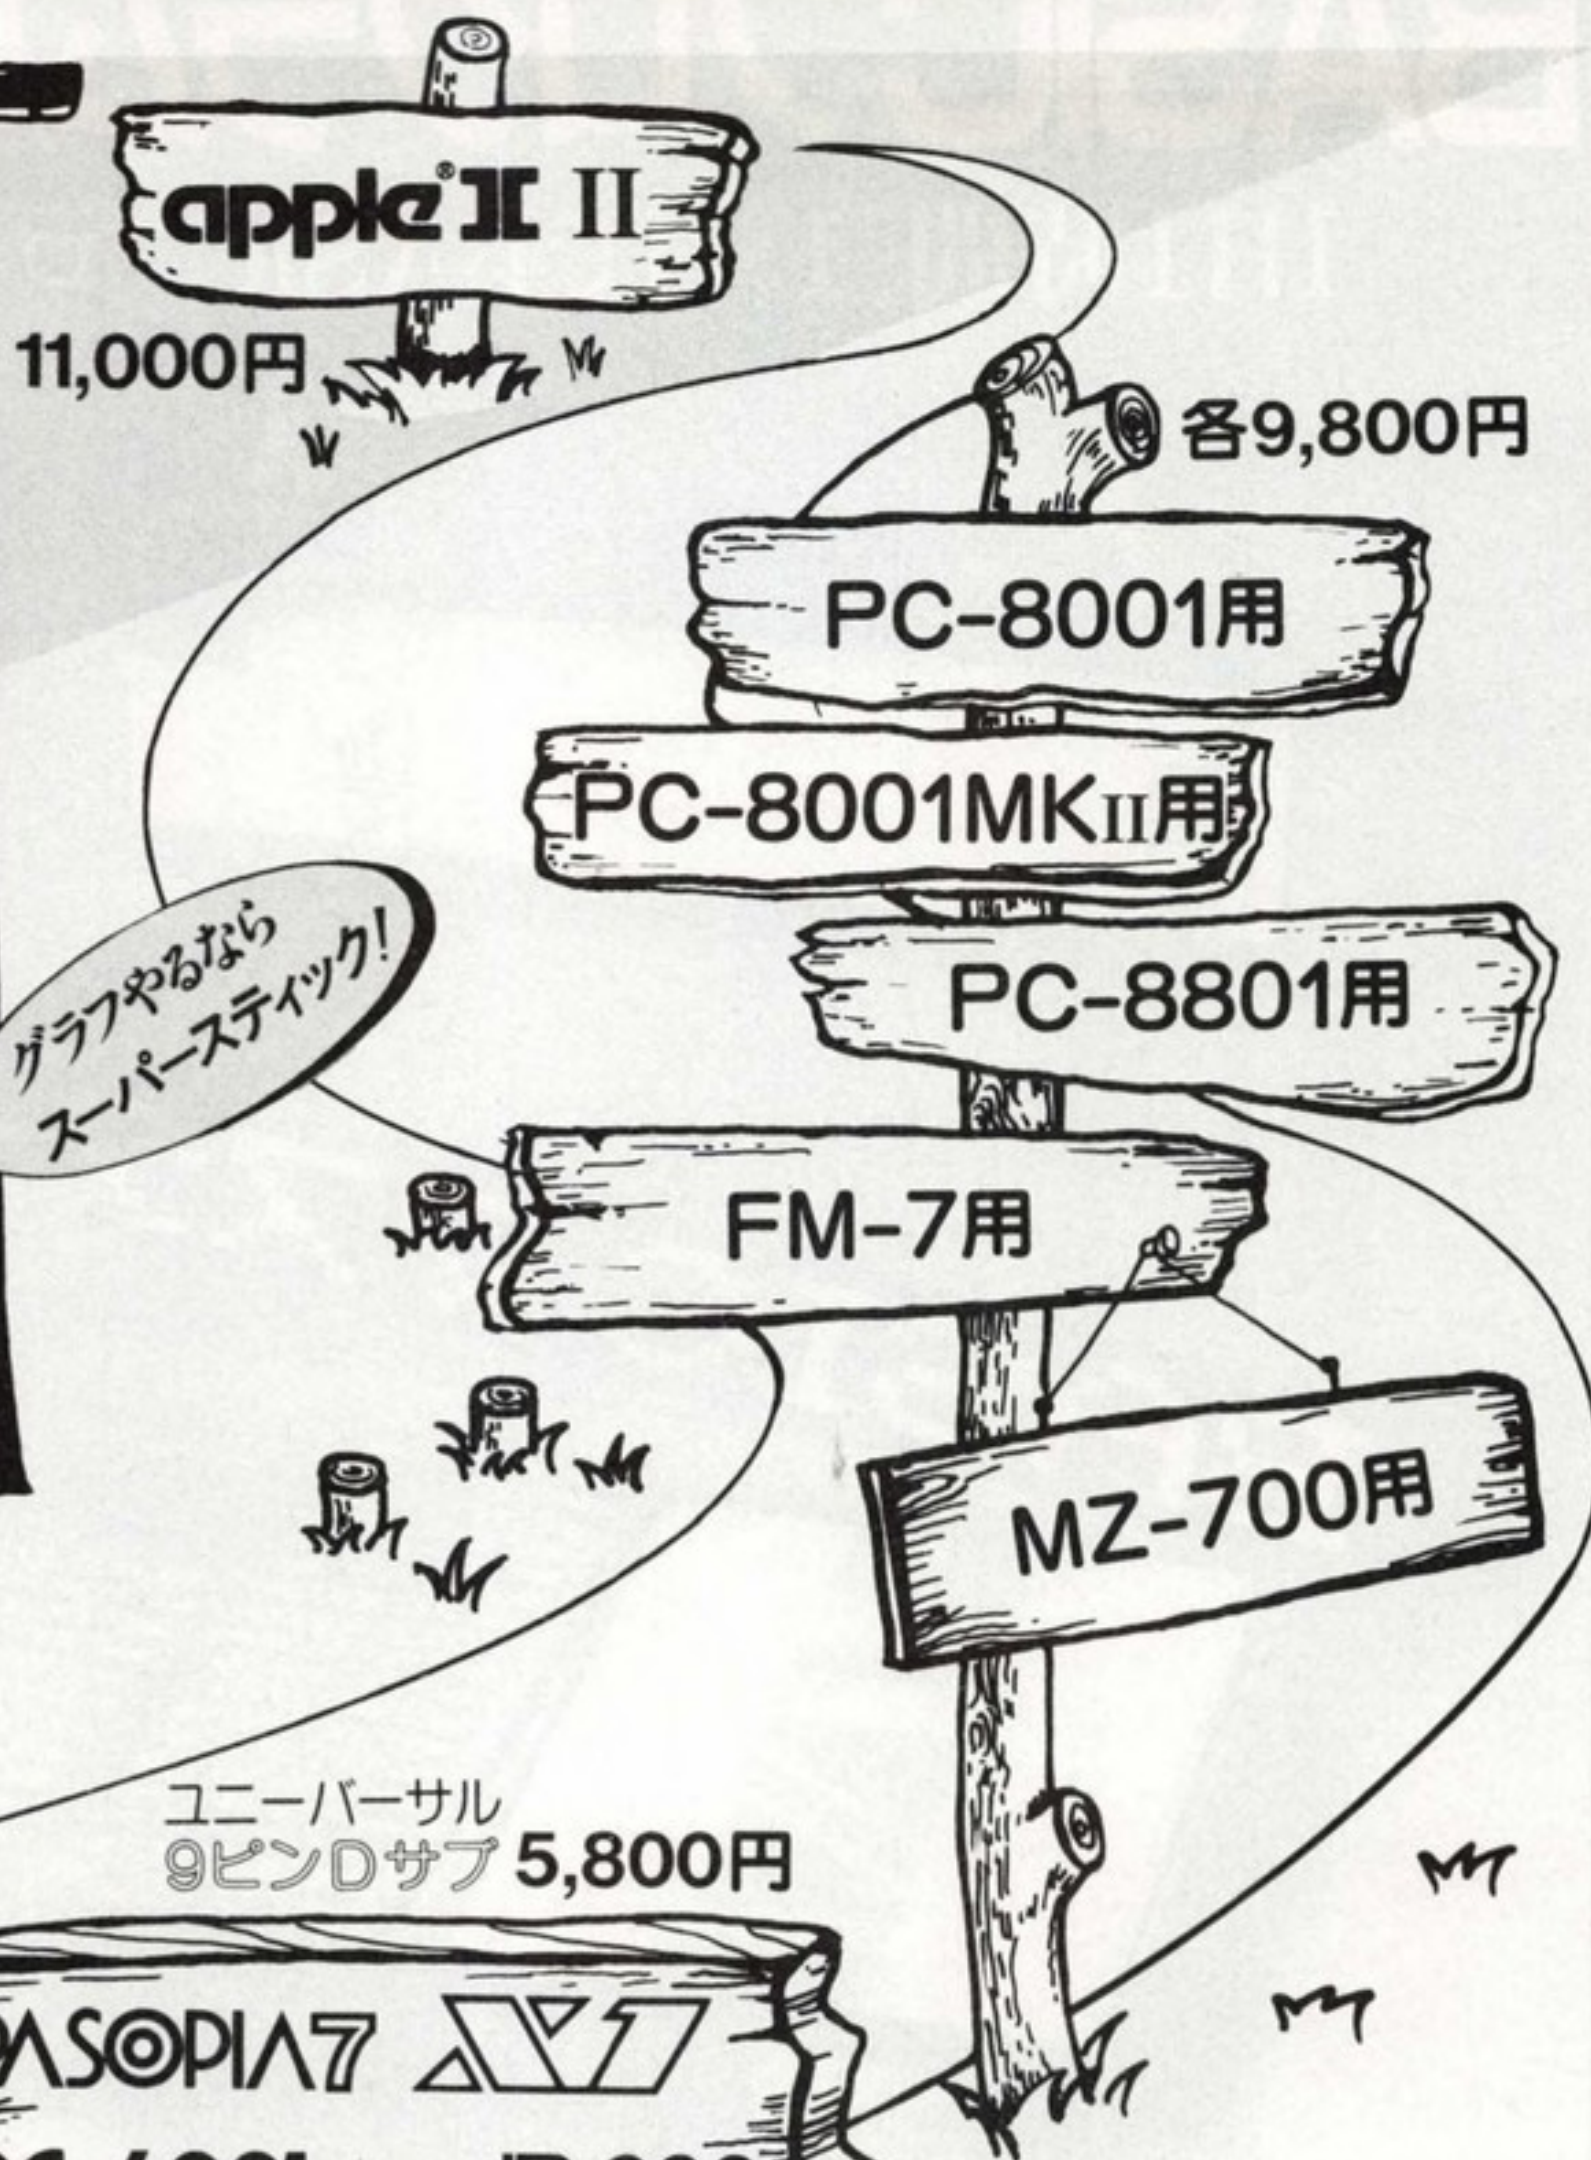 apple® ][ II
11,000円
各9,800円
PC-8001用
PC-8001MKII用
PC-8801用
グラフやるなら
スーパースティック!
FM-7用
MZ-700用
ユニーバーサル
9ピンDサブ 5,800円
PASOPIA7 X1